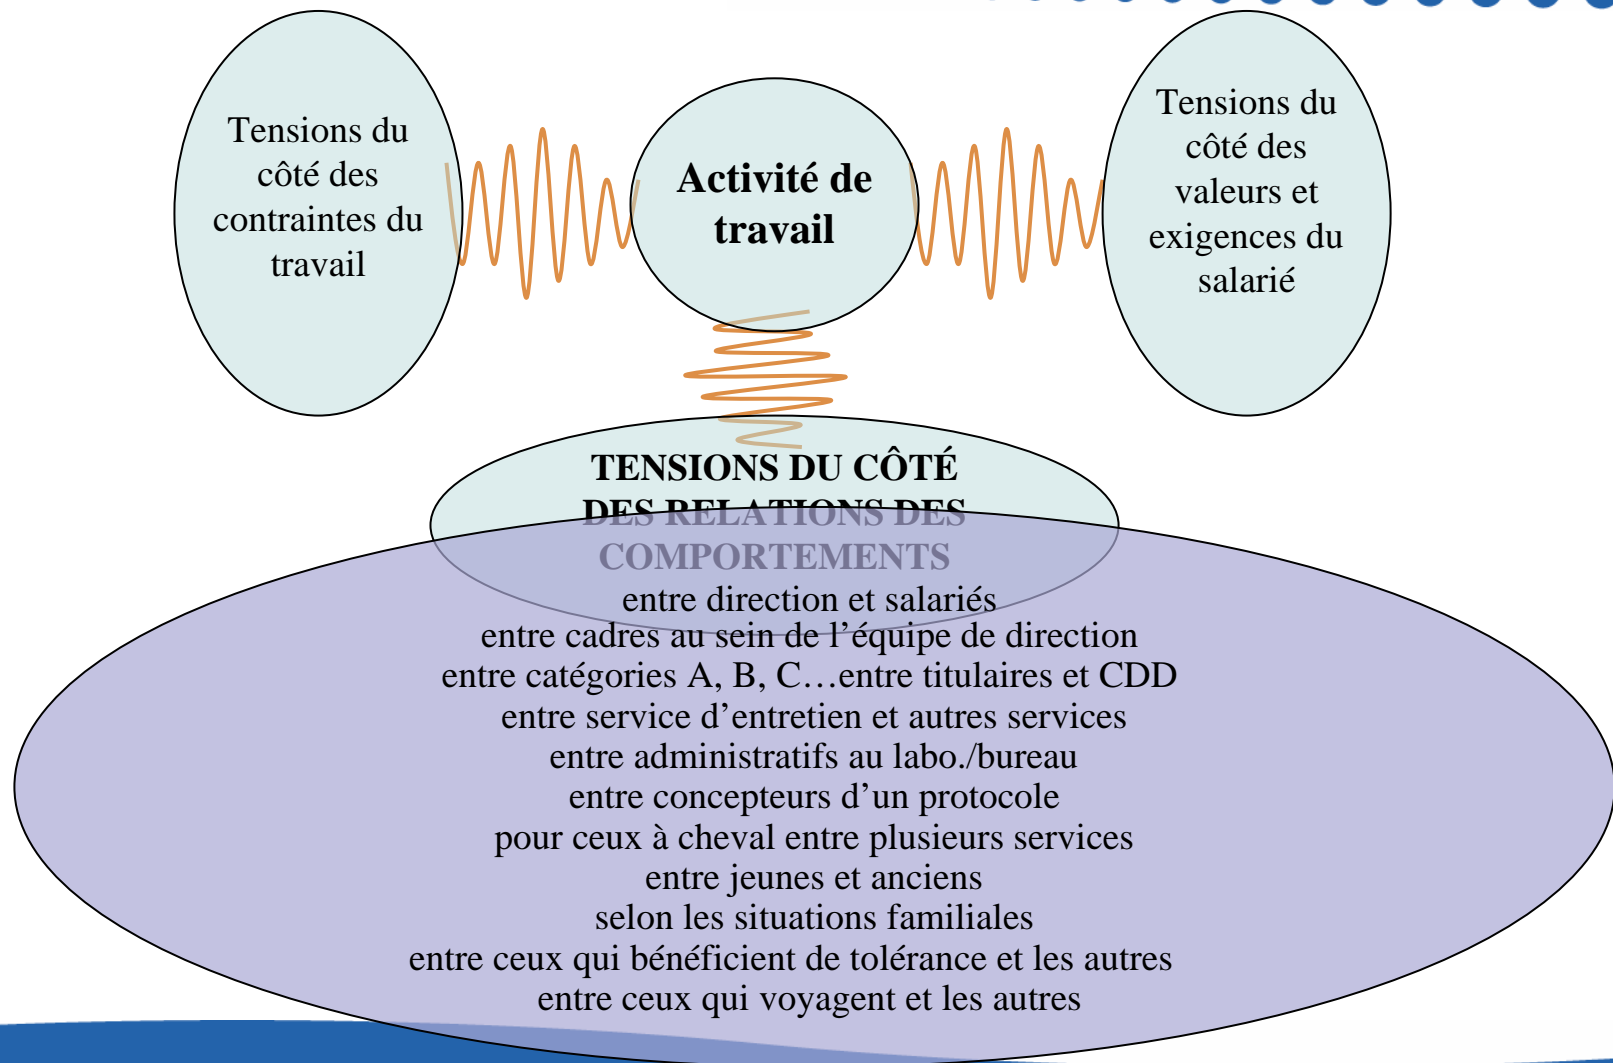 Tensions du
côté des
contraintes du
travail
Activité de
travail
Tensions du
côté des
valeurs et
exigences du
salarié
TENSIONS DU CÔTÉ
DES RELATIONS DES
COMPORTEMENTS
entre direction et salariés
entre cadres au sein de l’équipe de direction
entre catégories A, B, C…entre titulaires et CDD
entre service d’entretien et autres services
entre administratifs au labo./bureau
entre concepteurs d’un protocole
pour ceux à cheval entre plusieurs services
entre jeunes et anciens
selon les situations familiales
entre ceux qui bénéficient de tolérance et les autres
entre ceux qui voyagent et les autres